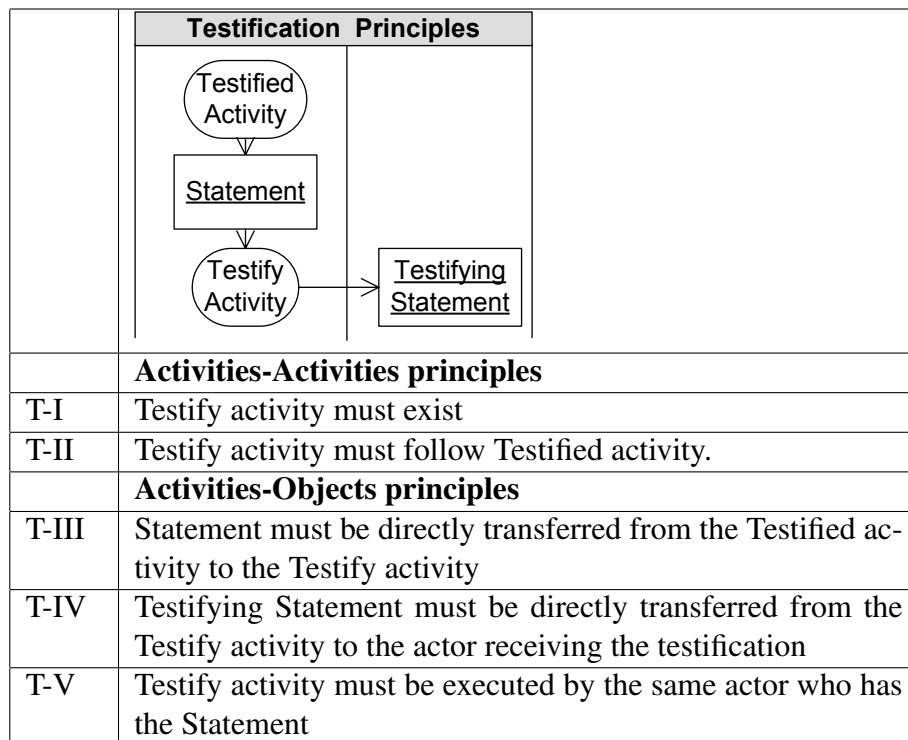 Testification Principles
Testified
Activity
Statement
Testify
Activity
Testifying
Statement
Activities-Activities principles
T-I Testify activity must exist
T-II Testify activity must follow Testified activity.
Activities-Objects principles
T-III Statement must be directly transferred from the Testified ac-
tivity to the Testify activity
T-IV Testifying Statement must be directly transferred from the
Testify activity to the actor receiving the testification
T-V Testify activity must be executed by the same actor who has
the Statement